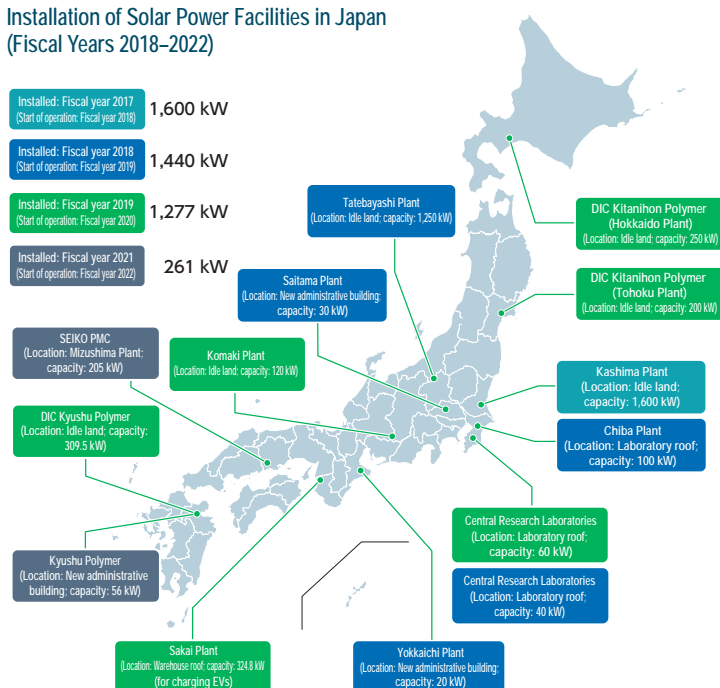 Installation of Solar Power Facilities in Japan
(Fiscal Years 2018–2022)
Installed: Fiscal year 2017
(Start of operation: Fiscal year 2018)
1,600 kW
Installed: Fiscal year 2018
(Start of operation: Fiscal year 2019)
1,440 kW
Installed: Fiscal year 2019
(Start of operation: Fiscal year 2020)
1,277 kW
Installed: Fiscal year 2021
(Start of operation: Fiscal year 2022)
261 kW
Tatebayashi Plant
(Location: Idle land; capacity: 1,250 kW)
DIC Kitanihon Polymer
(Hokkaido Plant)
(Location: Idle land; capacity: 250 kW)
Saitama Plant
(Location: New administrative building;
capacity: 30 kW)
DIC Kitanihon Polymer
(Tohoku Plant)
(Location: Idle land; capacity: 200 kW)
SEIKO PMC
(Location: Mizushima Plant;
capacity: 205 kW)
Komaki Plant
(Location: Idle land; capacity: 120 kW)
Kashima Plant
(Location: Idle land;
capacity: 1,600 kW)
DIC Kyushu Polymer
(Location: Idle land; capacity:
309.5 kW)
Chiba Plant
(Location: Laboratory roof;
capacity: 100 kW)
Central Research Laboratories
(Location: Laboratory roof;
capacity: 60 kW)
Kyushu Polymer
(Location: New administrative
building; capacity: 56 kW)
Central Research Laboratories
(Location: Laboratory roof;
capacity: 40 kW)
Sakai Plant
(Location: Warehouse roof; capacity: 324.8 kW
(for charging EVs)
Yokkaichi Plant
(Location: New administrative building;
capacity: 20 kW)